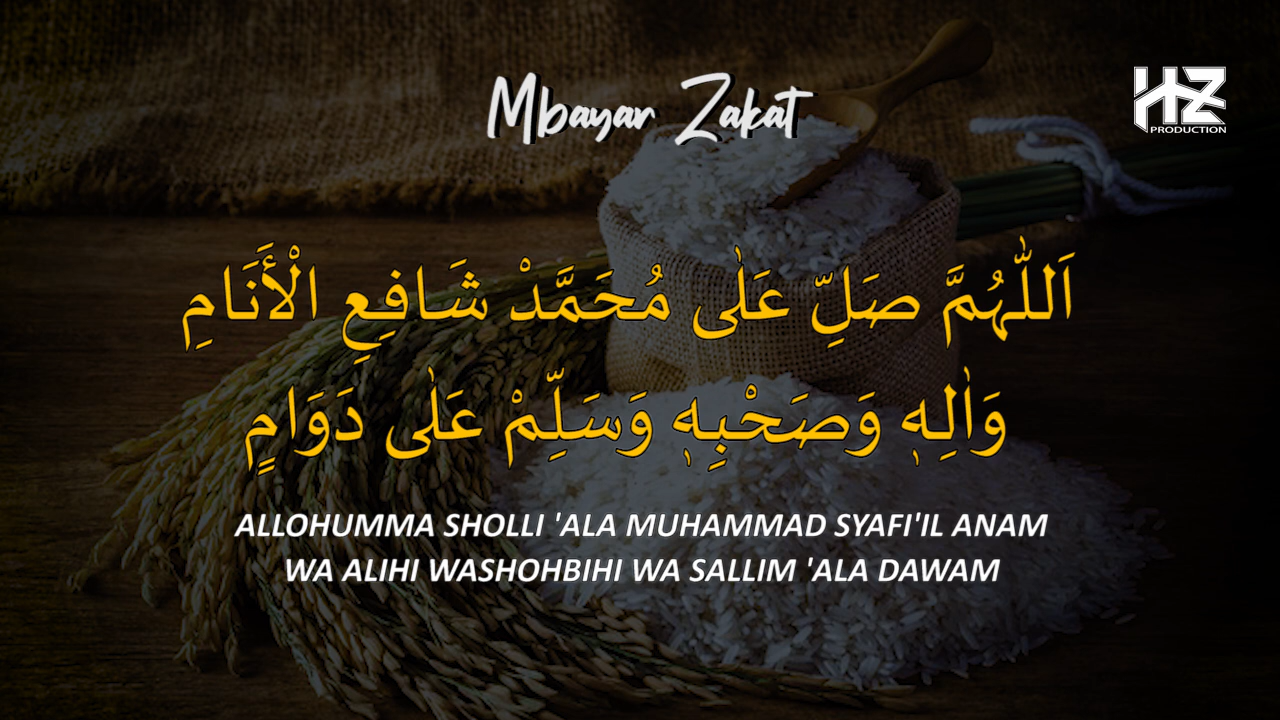 Mbayar Zakat
HZ
PRODUCTION
اَللّٰهُمَّ صَلِّ عَلٰى مُحَمَّدْ شَافِعِ الْأَنَامِ
وَاٰلِهٖ وَصَحْبِهٖ وَسَلِّمْ عَلٰى دَوَامٍ
ALLOHUMMA SHOLLI 'ALA MUHAMMAD SYAFI'IL ANAM
WA ALIHI WASHOHBIHI WA SALLIM 'ALA DAWAM